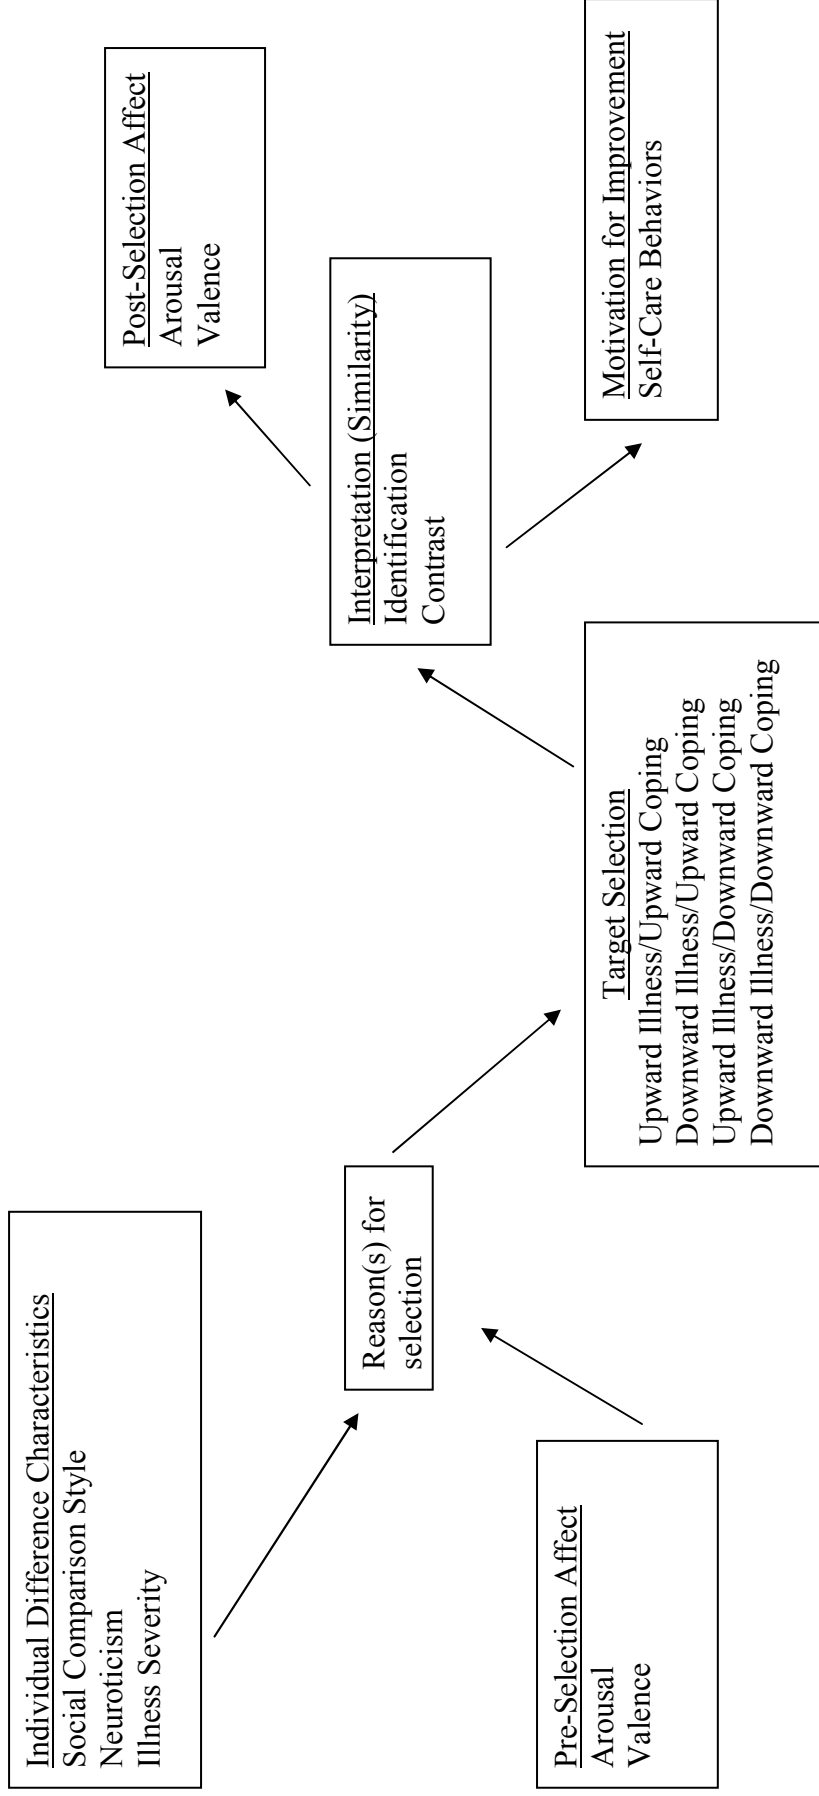 Individual Difference Characteristics
Social Comparison Style
Neuroticism
Illness Severity
Pre-Selection Affect
Arousal
Valence
Reason(s) for
selection
Target Selection
Upward Illness/Upward Coping
Downward Illness/Upward Coping
Upward Illness/Downward Coping
Downward Illness/Downward Coping
Interpretation (Similarity)
Identification
Contrast
Post-Selection Affect
Arousal
Valence
Motivation for Improvement
Self-Care Behaviors